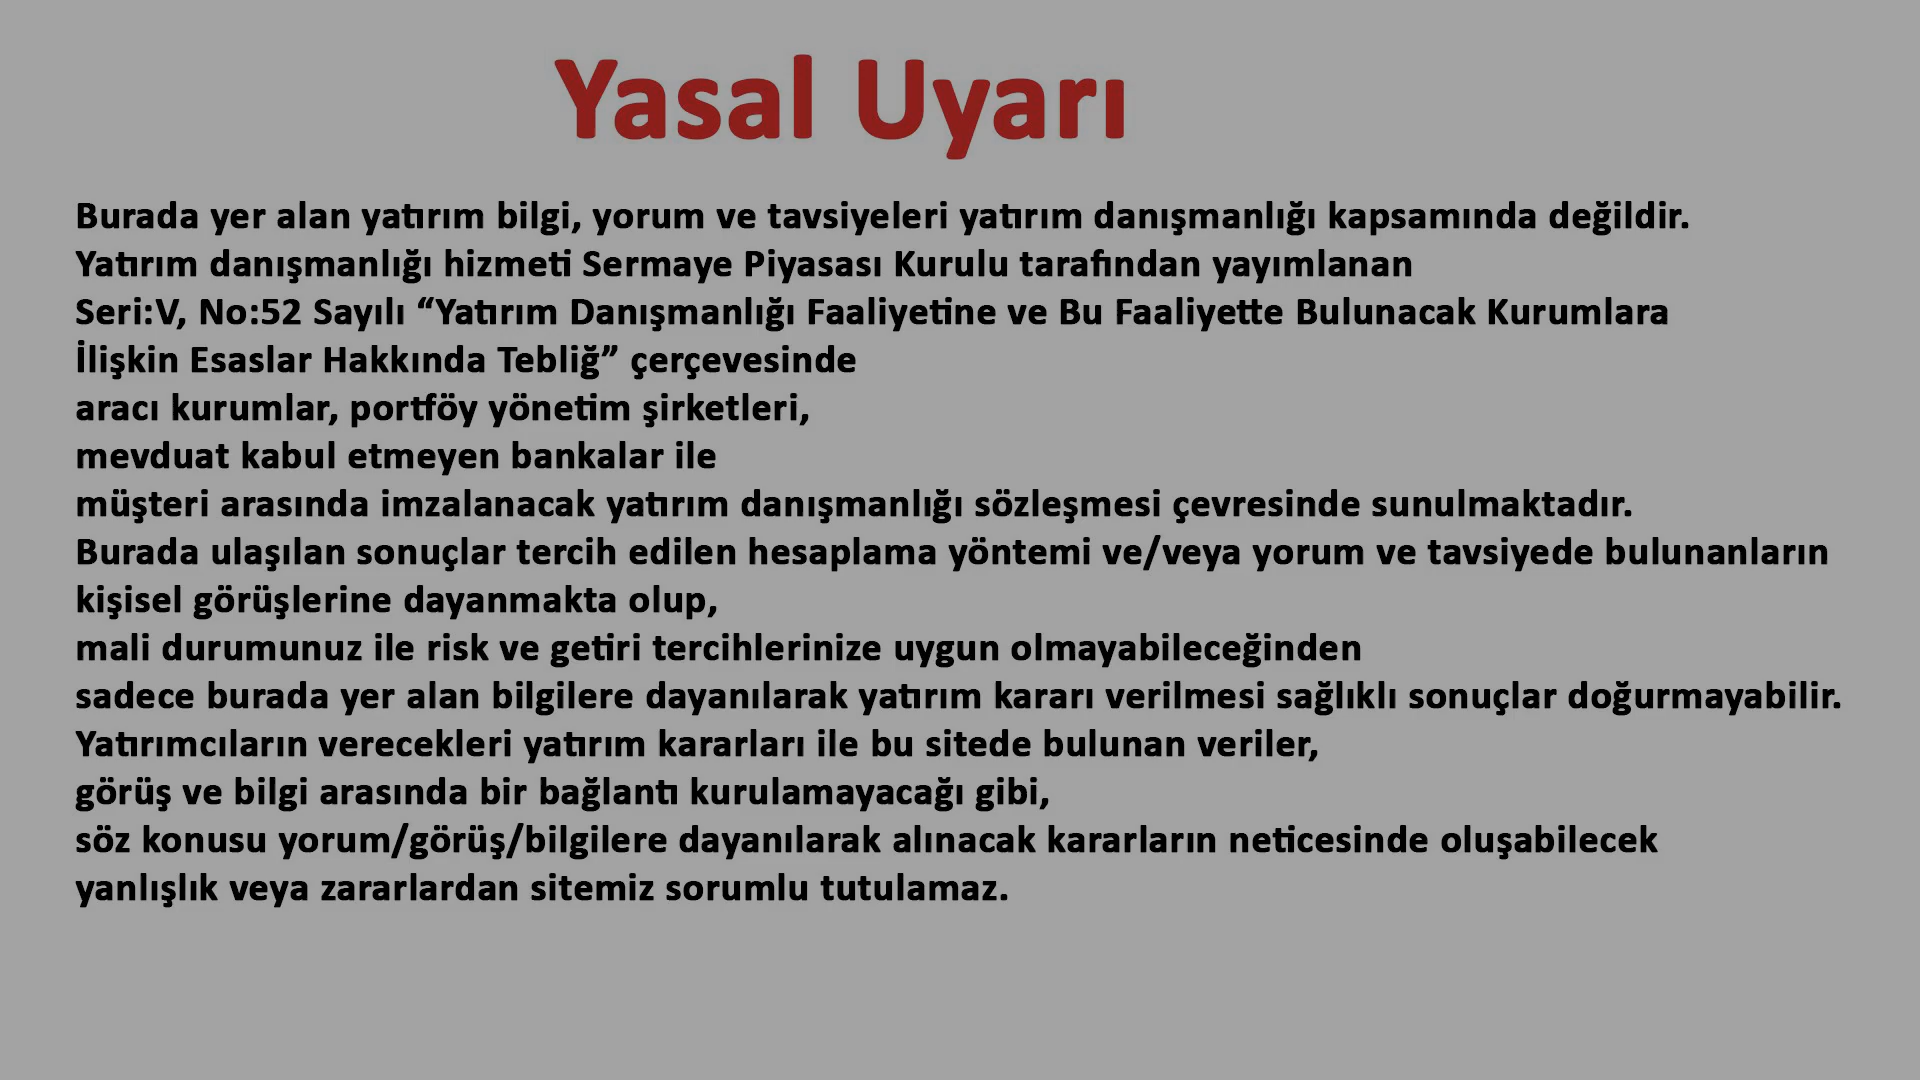 Yasal Uyarı
Burada yer alan yatırım bilgi, yorum ve tavsiyeleri yatırım danışmanlığı kapsamında değildir.
Yatırım danışmanlığı hizmeti Sermaye Piyasası Kurulu tarafından yayımlanan
Seri:V, No:52 Sayılı “Yatırım Danışmanlığı Faaliyetine ve Bu Faaliyette Bulunacak Kurumlara
İlişkin Esaslar Hakkında Tebliğ” çerçevesinde
aracı kurumlar, portföy yönetim şirketleri,
mevduat kabul etmeyen bankalar ile
müşteri arasında imzalanacak yatırım danışmanlığı sözleşmesi çevresinde sunulmaktadır.
Burada ulaşılan sonuçlar tercih edilen hesaplama yöntemi ve/veya yorum ve tavsiyede bulunanların
kişisel görüşlerine dayanmakta olup,
mali durumunuz ile risk ve getiri tercihlerinize uygun olmayabileceğinden
sadece burada yer alan bilgilere dayanılarak yatırım kararı verilmesi sağlıklı sonuçlar doğurmayabilir.
Yatırımcıların verecekleri yatırım kararları ile bu sitede bulunan veriler,
görüş ve bilgi arasında bir bağlantı kurulamayacağı gibi,
söz konusu yorum/görüş/bilgilere dayanılarak alınacak kararların neticesinde oluşabilecek
yanlışlık veya zararlardan sitemiz sorumlu tutulamaz.